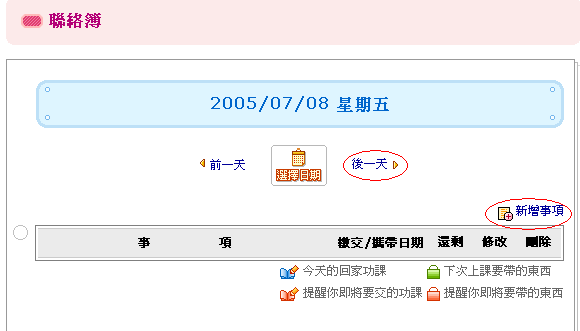 聯絡簿
2005/07/08 星期五
前一天 選擇日期 後一天
新增事項
事 項 繳交/攜帶日期 還剩 修改 刪除
今天的回家功課 下次上課要帶的東西
提醒你即將要交的功課 提醒你即將要帶的東西